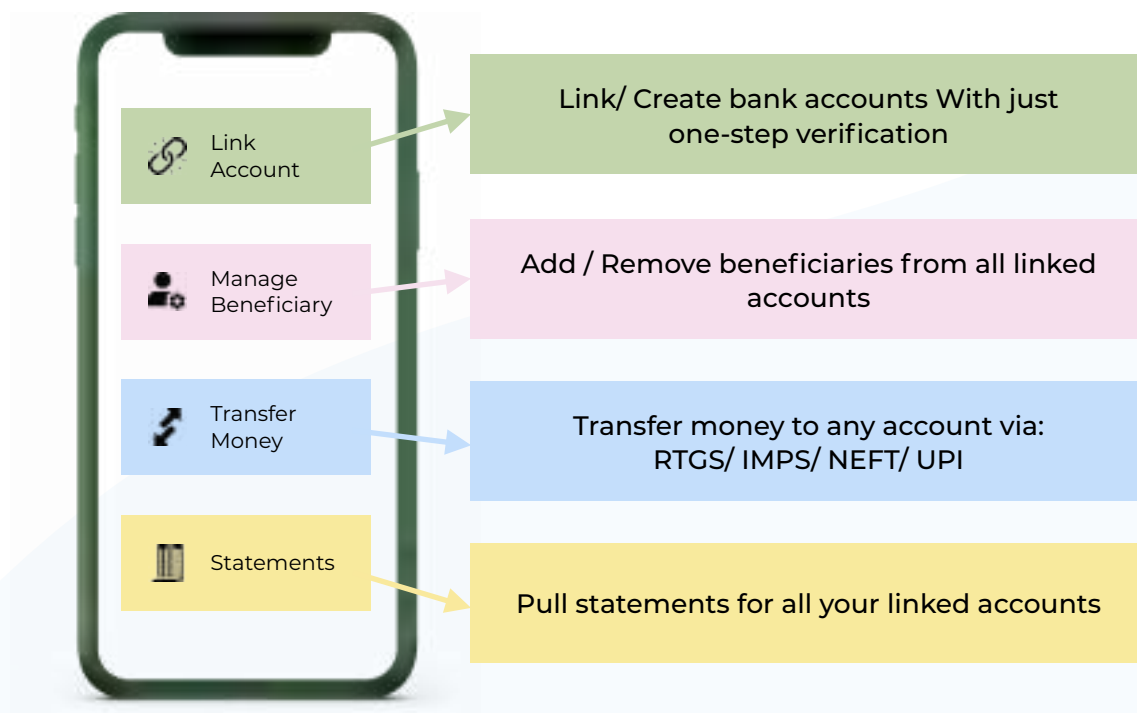 Link
Account
Link/ Create bank accounts With just
one-step verification
Manage
Beneficiary
Add / Remove beneficiaries from all linked
accounts
Transfer
Money
Transfer money to any account via:
RTGS/ IMPS/ NEFT/ UPI
Statements
Pull statements for all your linked accounts